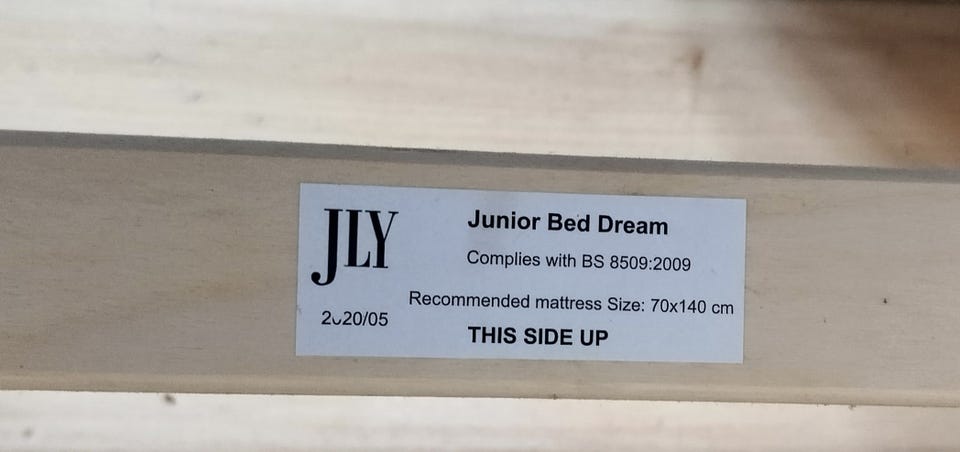 JLY
Junior Bed Dream
Complies with BS 8509:2009
Recommended mattress Size: 70x140 cm
2020/05
THIS SIDE UP